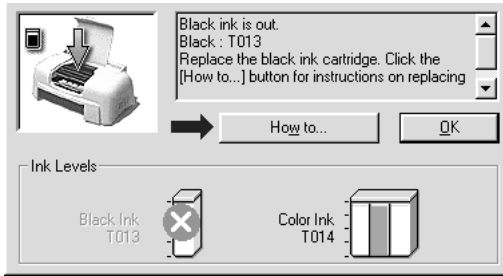 Black ink is out.
Black : T013
Replace the black ink cartridge. Click the
[How to...] button for instructions on replacing
How to...
OK
Ink Levels
Black Ink
T013
Color Ink
T014